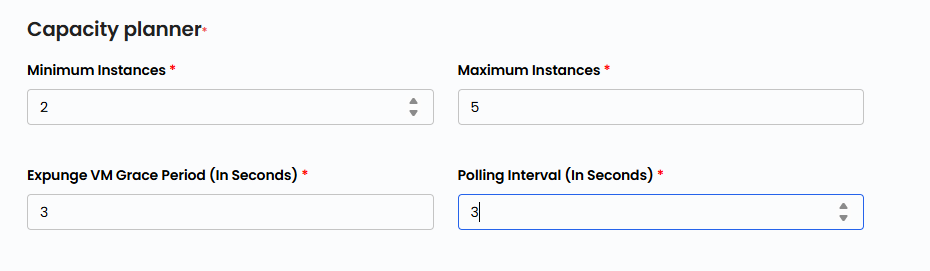 Capacity planner*
Minimum Instances *
Maximum Instances *
2
5
Expunge VM Grace Period (In Seconds) *
Polling Interval (In Seconds) *
3
3